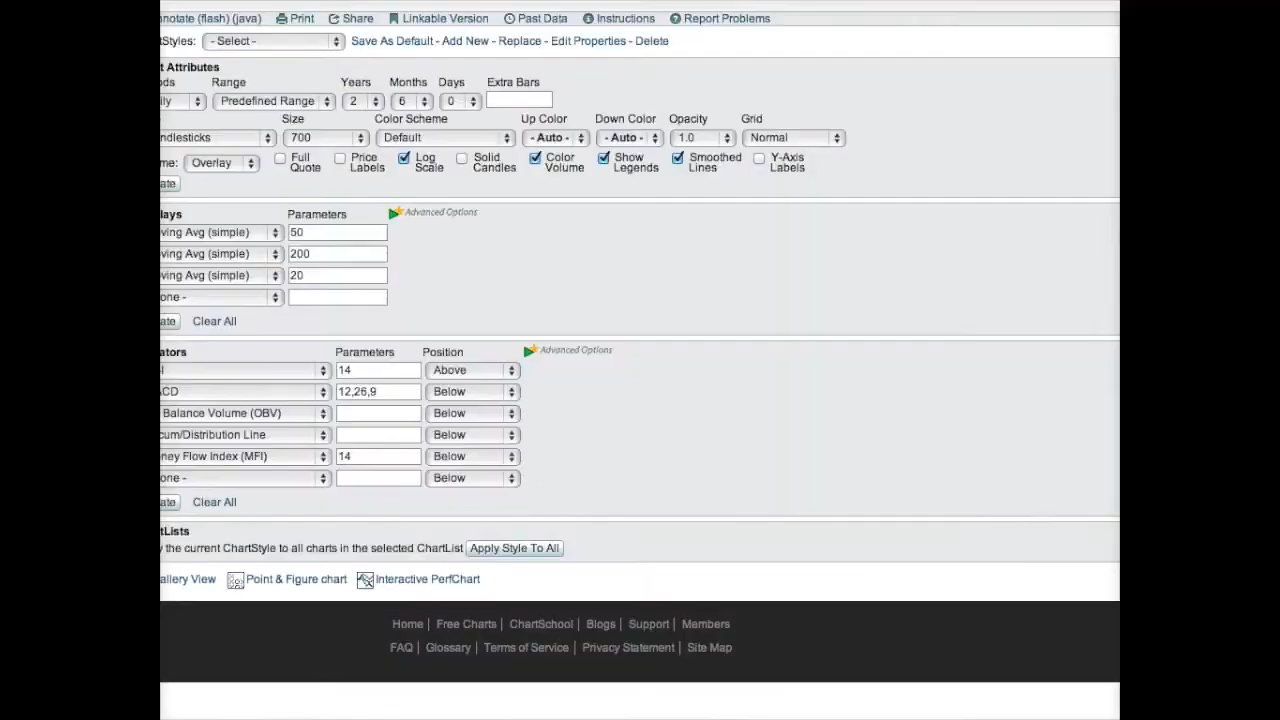 nnotate (flash) (java) Print Share Linkable Version Past Data Instructions Report Problems
tStyles: - Select - Save As Default - Add New - Replace - Edit Properties - Delete
t Attributes
ods Range Years Months Days Extra Bars
ily Predefined Range 2 6 0
Size Color Scheme Up Color Down Color Opacity Grid
ndlesticks 700 Default - Auto - - Auto - 1.0 Normal
me: Overlay Full Quote Price Labels Log Scale Solid Candles Color Volume Show Legends Smoothed Lines Y-Axis Labels
ate
lays Parameters Advanced Options
ving Avg (simple) 50
ving Avg (simple) 200
ving Avg (simple) 20
one -
ate Clear All
ators Parameters Position Advanced Options
I 14 Above
CD 12,26,9 Below
Balance Volume (OBV) Below
cum/Distribution Line Below
ney Flow Index (MFI) 14 Below
one - Below
ate Clear All
tLists
y the current ChartStyle to all charts in the selected ChartList Apply Style To All
allery View Point & Figure chart Interactive PerfChart
Home | Free Charts | ChartSchool | Blogs | Support | Members
FAQ | Glossary | Terms of Service | Privacy Statement | Site Map